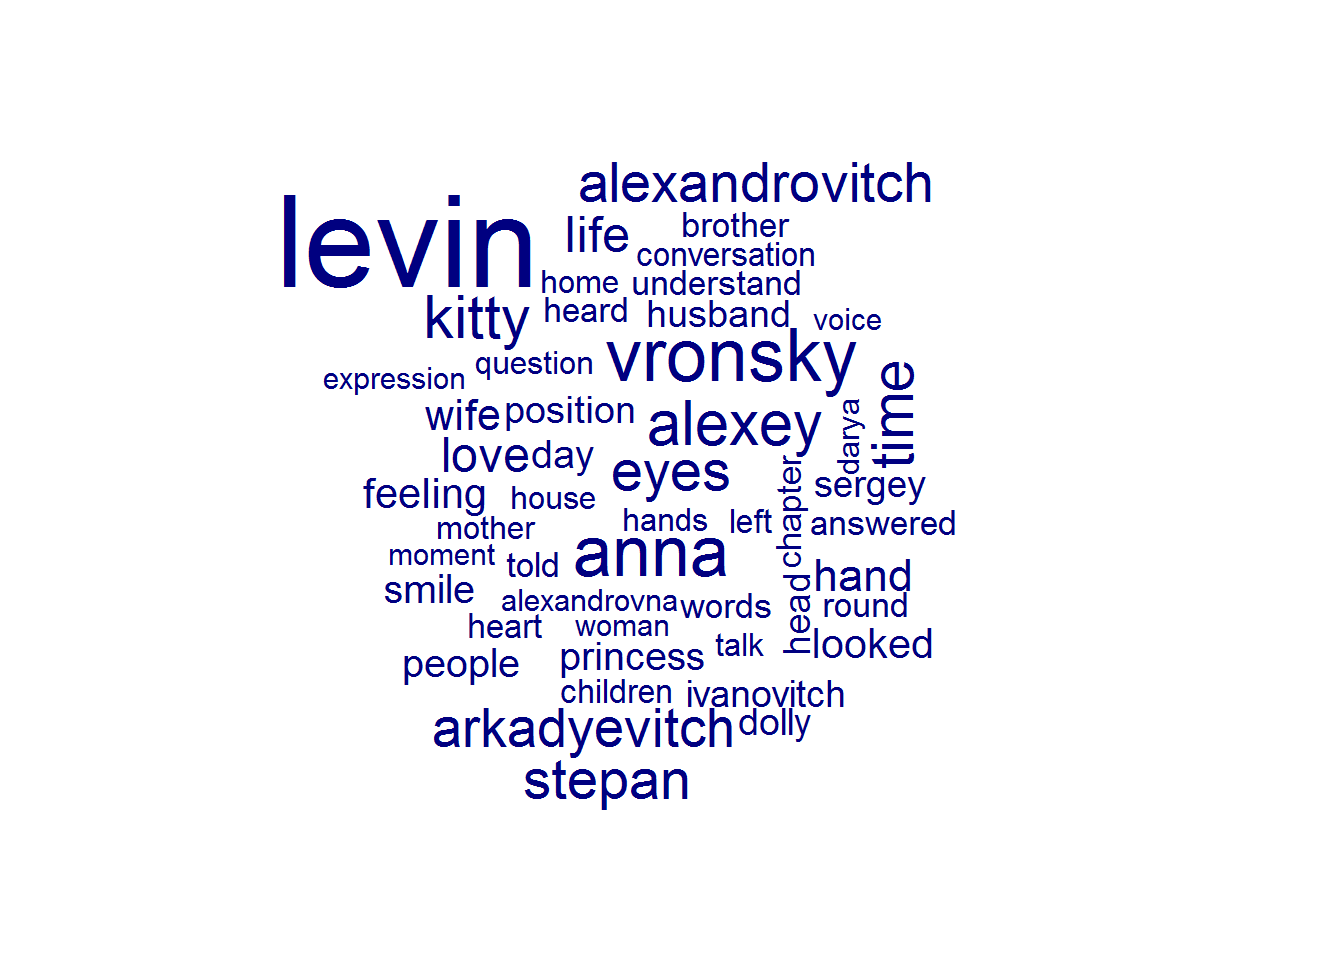 alexandrovitch
levin
life
brother
conversation
home
understand
kitty
heard
husband
voice
vronsky
question
expression
time
wife
position
alexey
darya
love
day
eyes
feeling
house
sergey
chapter
mother
hands
left
answered
moment
told
anna
hand
smile
alexandrovna
words
head
round
heart
woman
talk
looked
people
princess
children
ivanovitch
arkadyevitch
dolly
stepan